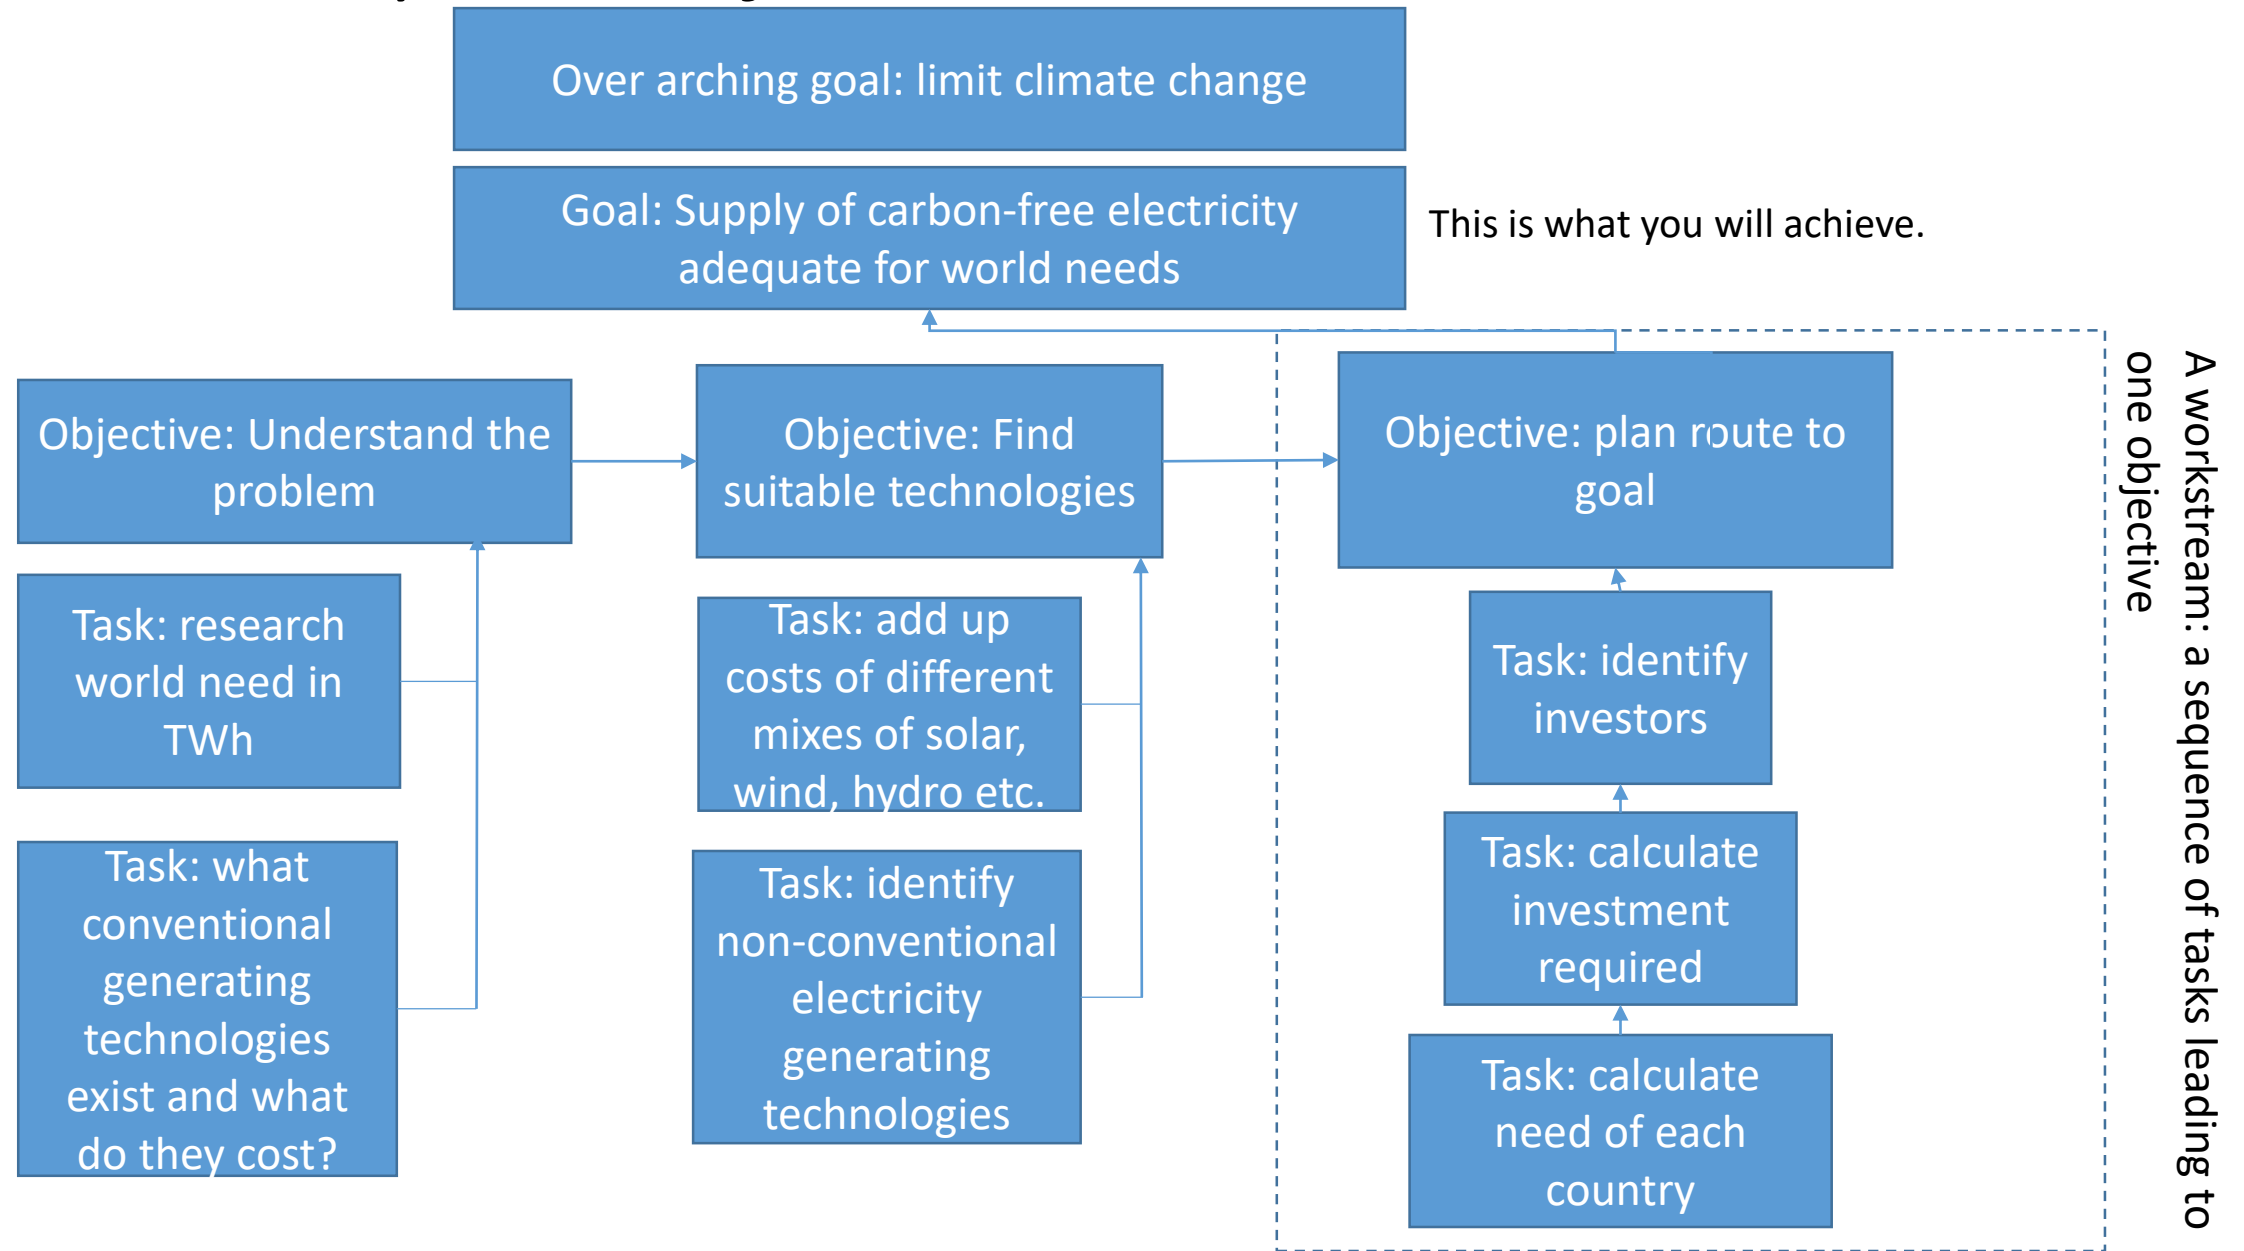 Over arching goal: limit climate change
Goal: Supply of carbon-free electricity
adequate for world needs
This is what you will achieve.
Objective: Understand the
problem
Objective: Find
suitable technologies
Objective: plan route to
goal
A workstream: a sequence of tasks leading to
one objective
Task: research
world need in
TWh
Task: add up
costs of different
mixes of solar,
wind, hydro etc.
Task: identify
investors
Task: what
conventional
generating
technologies
exist and what
do they cost?
Task: identify
non-conventional
electricity
generating
technologies
Task: calculate
investment
required
Task: calculate
need of each
country